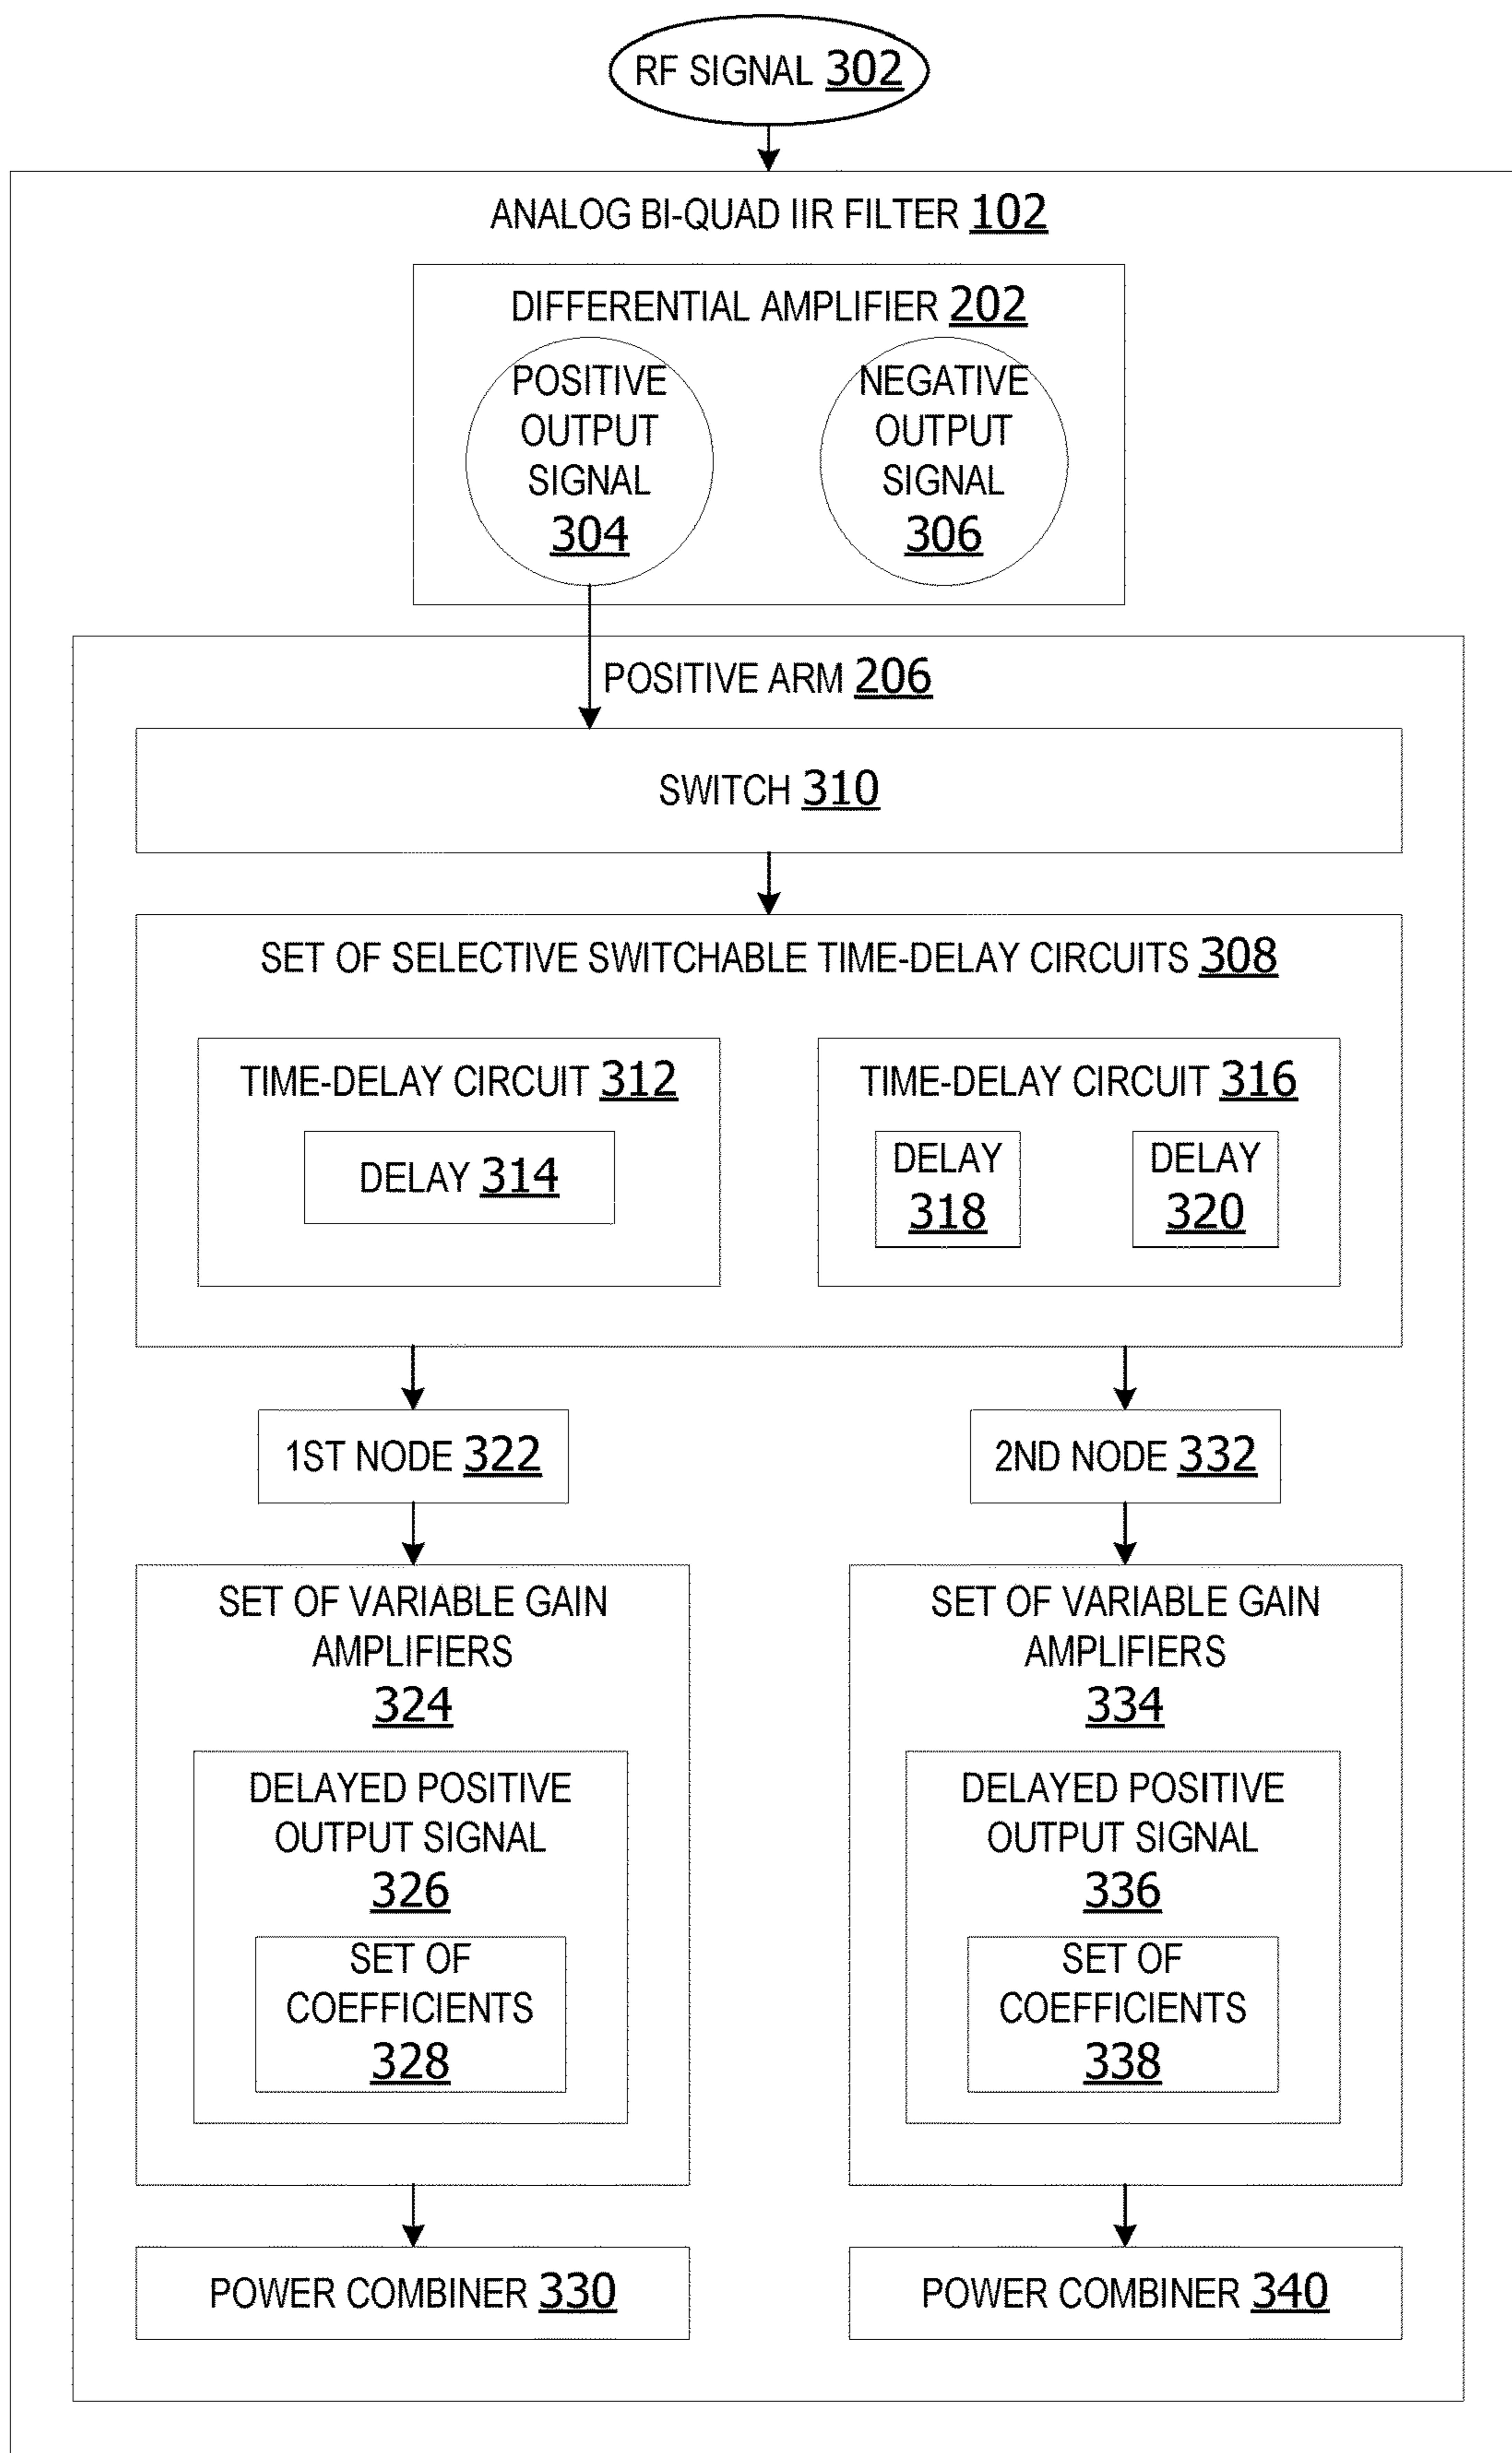 RF SIGNAL 302
ANALOG BI-QUAD IIR FILTER 102
DIFFERENTIAL AMPLIFIER 202
POSITIVE
OUTPUT
SIGNAL
304
NEGATIVE
OUTPUT
SIGNAL
306
POSITIVE ARM 206
SWITCH 310
SET OF SELECTIVE SWITCHABLE TIME-DELAY CIRCUITS 308
TIME-DELAY CIRCUIT 312
DELAY 314
TIME-DELAY CIRCUIT 316
DELAY
318
DELAY
320
1ST NODE 322
2ND NODE 332
SET OF VARIABLE GAIN
AMPLIFIERS
324
DELAYED POSITIVE
OUTPUT SIGNAL
326
SET OF
COEFFICIENTS
328
SET OF VARIABLE GAIN
AMPLIFIERS
334
DELAYED POSITIVE
OUTPUT SIGNAL
336
SET OF
COEFFICIENTS
338
POWER COMBINER 330
POWER COMBINER 340